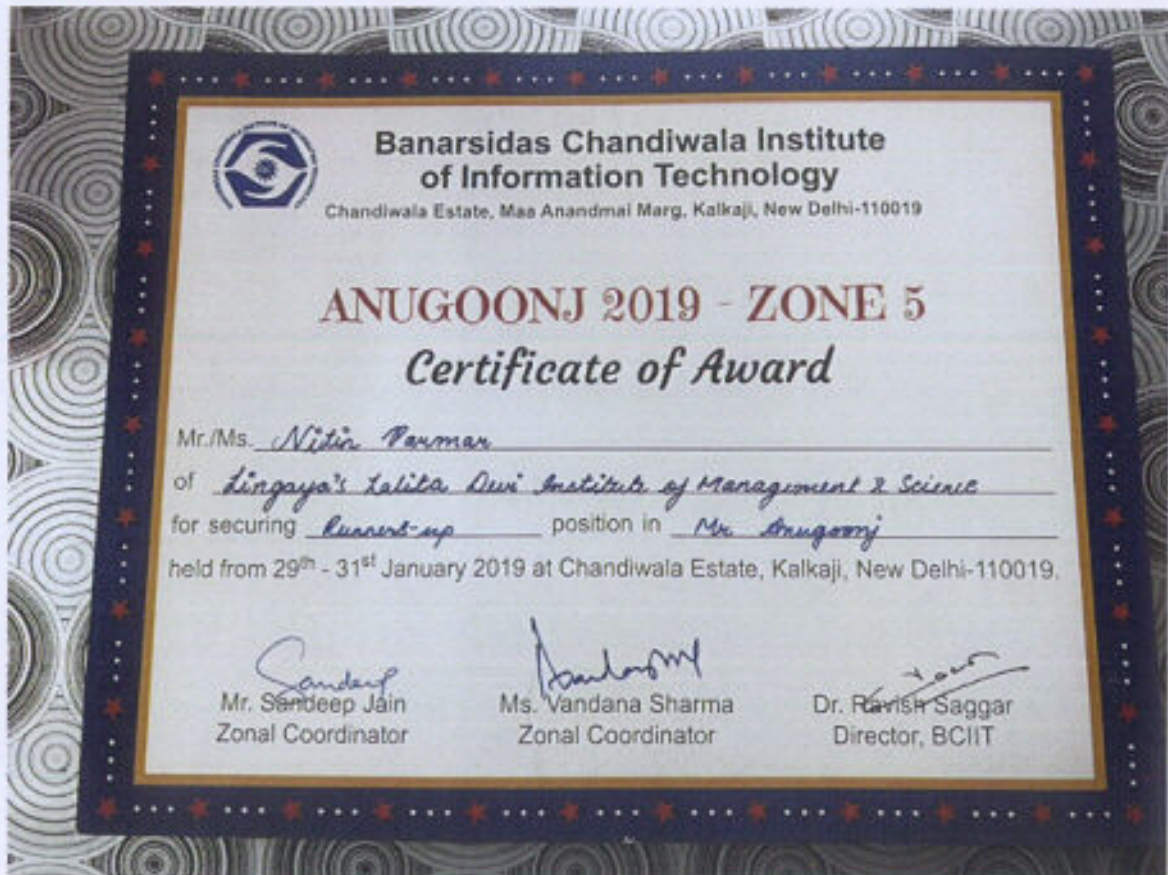 Banarsidas Chandiwala Institute
of Information Technology
Chandiwala Estate, Maa Anandmai Marg, Kalkaji, New Delhi-110019
ANUGOONJ 2019 - ZONE 5
Certificate of Award
Mr./Ms. Nitin Parmar
of Lingaya's Lalita Devi Institute of Management & Science
for securing Runners-up position in Mr. Anugoonj
held from 29th - 31st January 2019 at Chandiwala Estate, Kalkaji, New Delhi-110019.
Sandeep
Mr. Sandeep Jain Ms. Vandana Sharma Dr. Ravish Saggar
Zonal Coordinator Zonal Coordinator Director, BCIIT